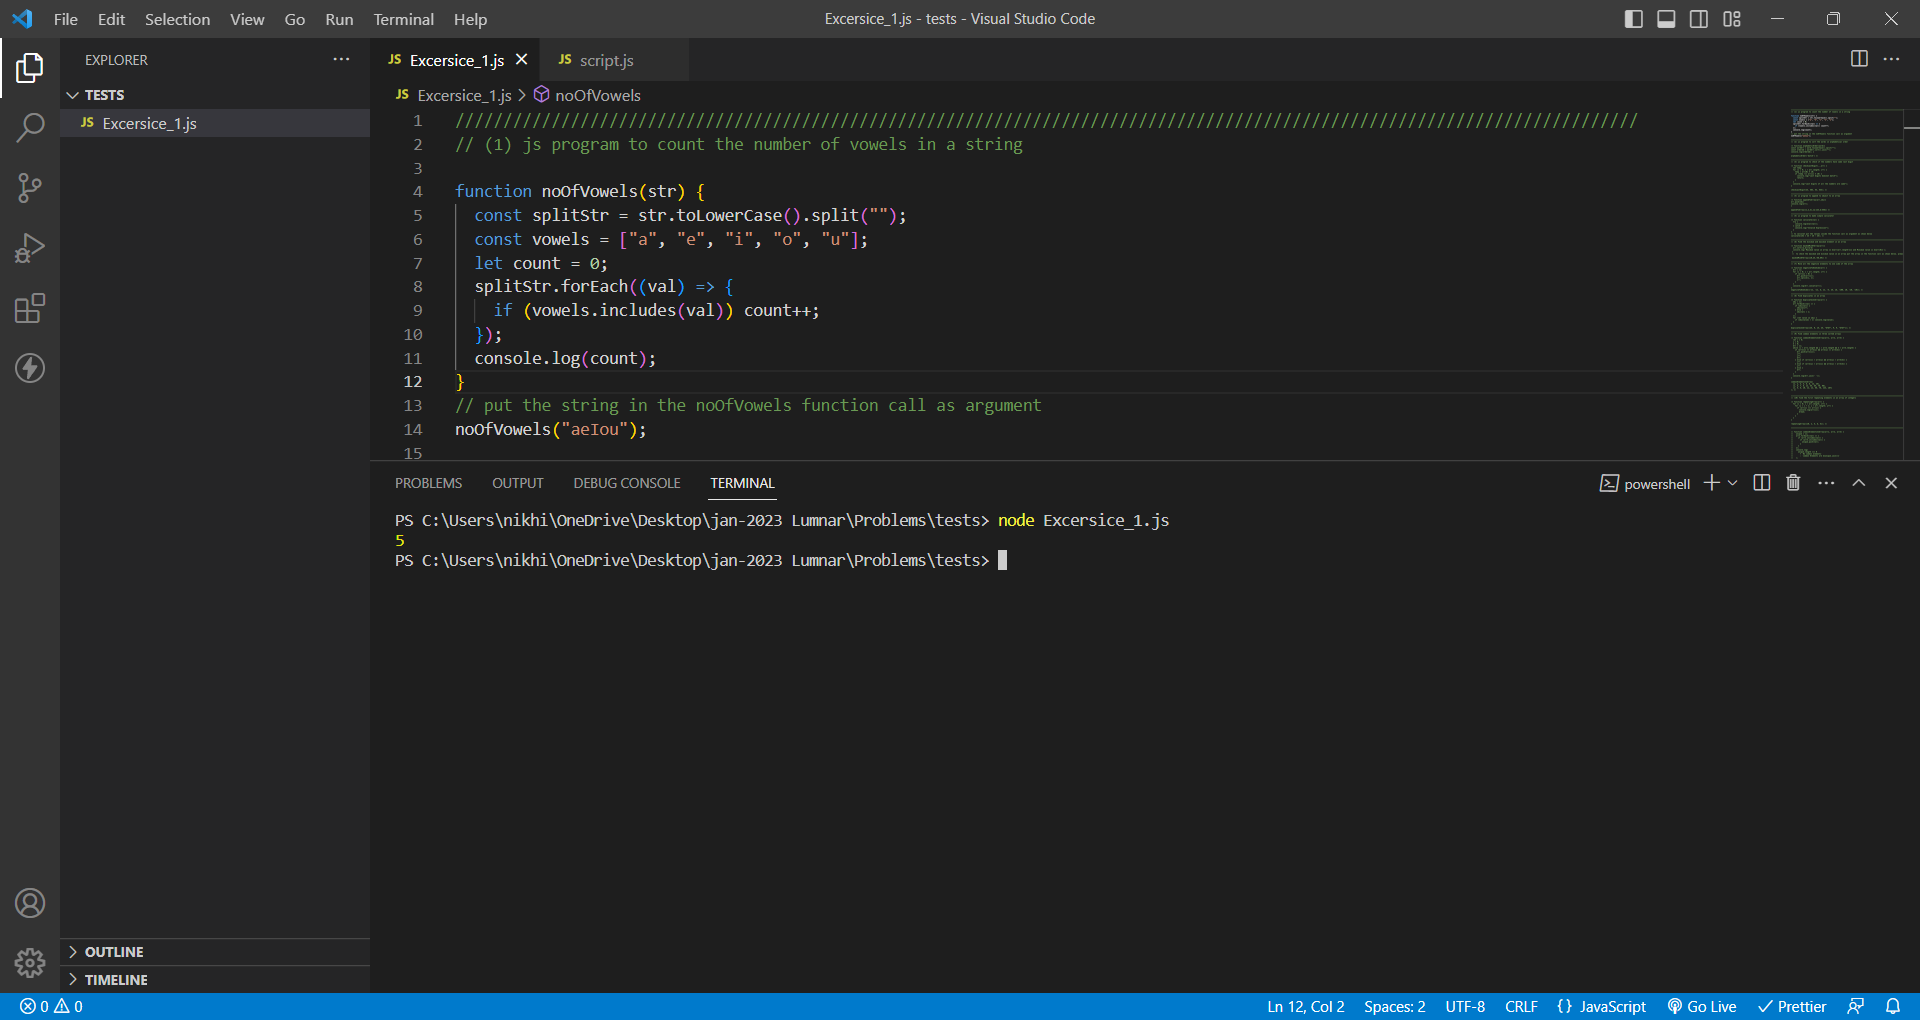 File Edit Selection View Go Run Terminal Help
Excersice_1.js - tests - Visual Studio Code
EXPLORER
TESTS
JS Excersice_1.js
JS Excersice_1.js
JS script.js
JS Excersice_1.js > noOfVowels
1 ///////////////////////////////////////////////////////////////////////////////////////////////////////////////////////////
2 // (1) js program to count the number of vowels in a string
3
4 function noOfVowels(str) {
5 const splitStr = str.toLowerCase().split("");
6 const vowels = ["a", "e", "i", "o", "u"];
7 let count = 0;
8 splitStr.forEach((val) => {
9 if (vowels.includes(val)) count++;
10 });
11 console.log(count);
12 }
13 // put the string in the noOfVowels function call as argument
14 noOfVowels("aeIou");
15
PROBLEMS OUTPUT DEBUG CONSOLE TERMINAL
powershell
PS C:\Users\nikhi\OneDrive\Desktop\jan-2023 Lumnar\Problems\tests> node Excersice_1.js
5
PS C:\Users\nikhi\OneDrive\Desktop\jan-2023 Lumnar\Problems\tests>
OUTLINE
TIMELINE
0 0
Ln 12, Col 2 Spaces: 2 UTF-8 CRLF {} JavaScript Go Live Prettier